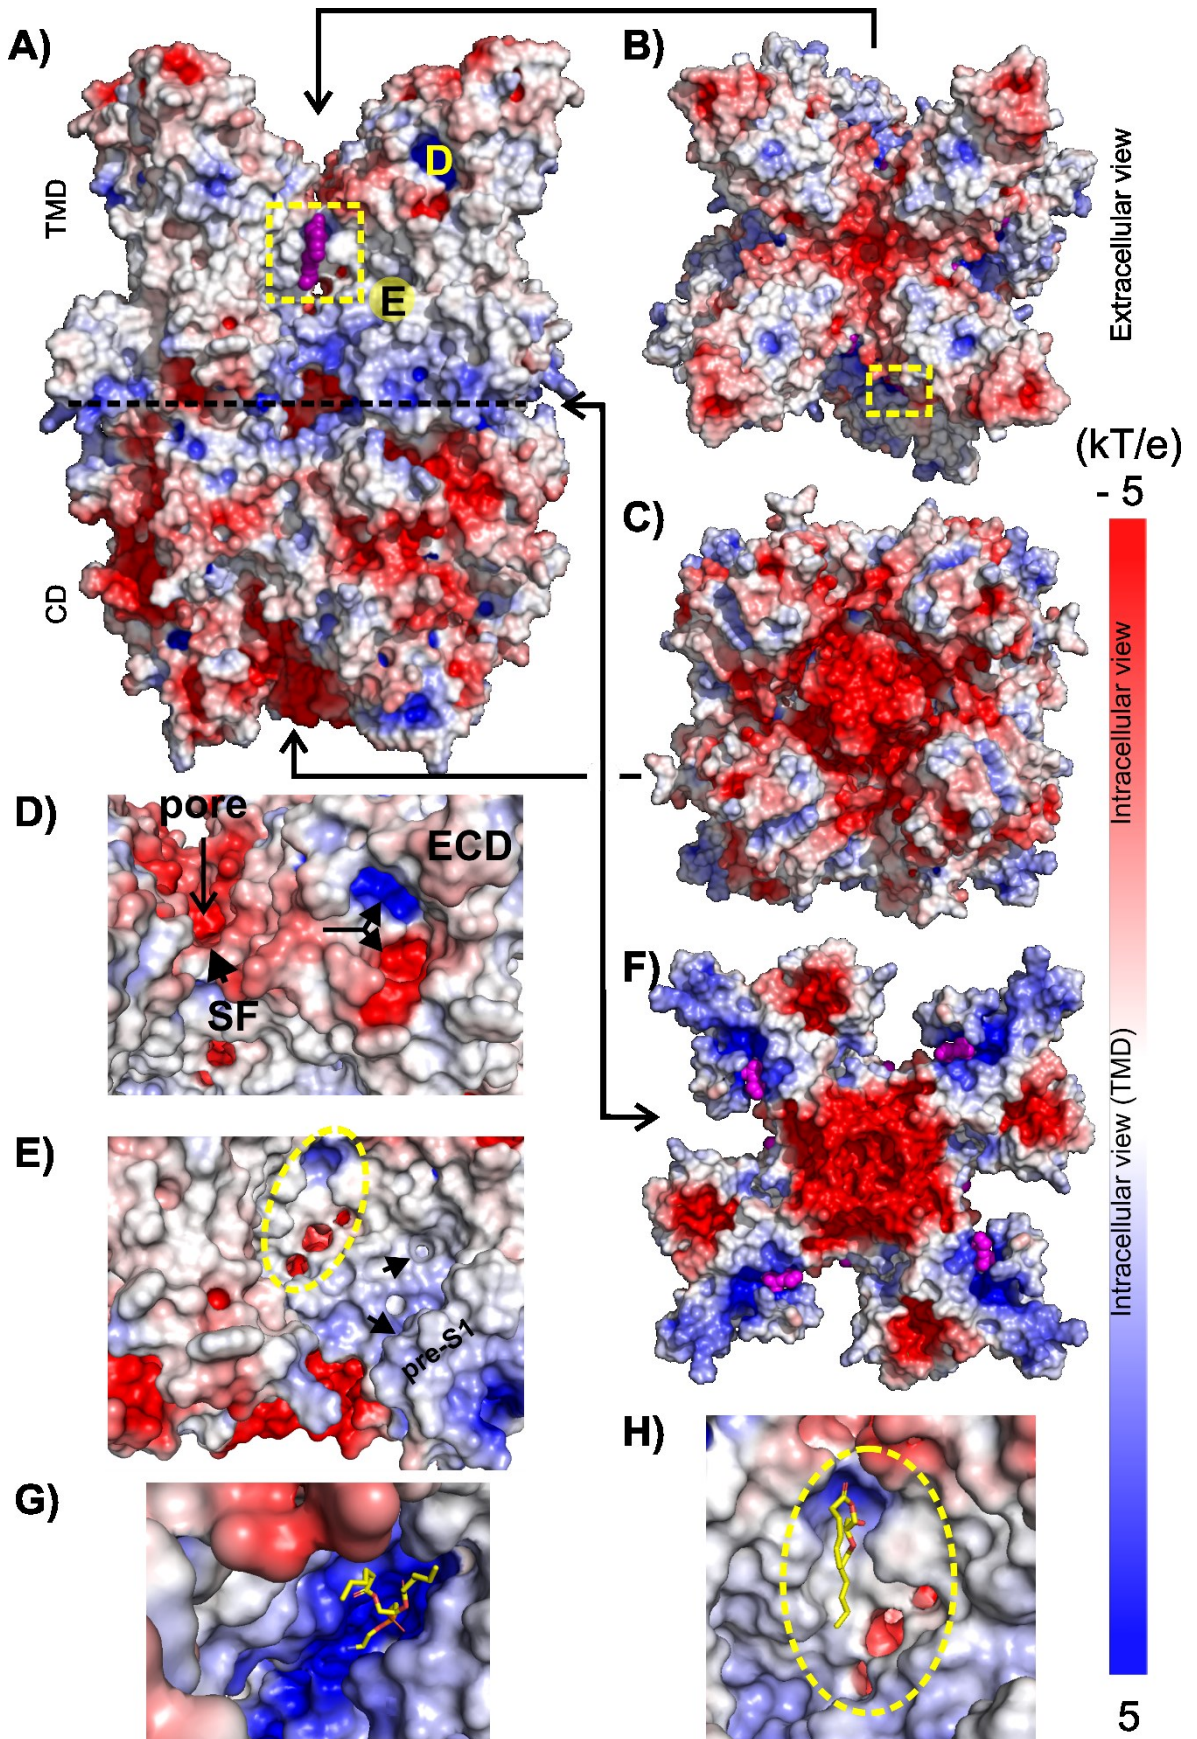 A)
TMD
CD
D
E
B)
Extracellular view
(kT/e)
- 5
C)
Intracellular view
D)
pore
ECD
SF
F)
Intracellular view (TMD)
E)
pre-S1
G)
H)
5